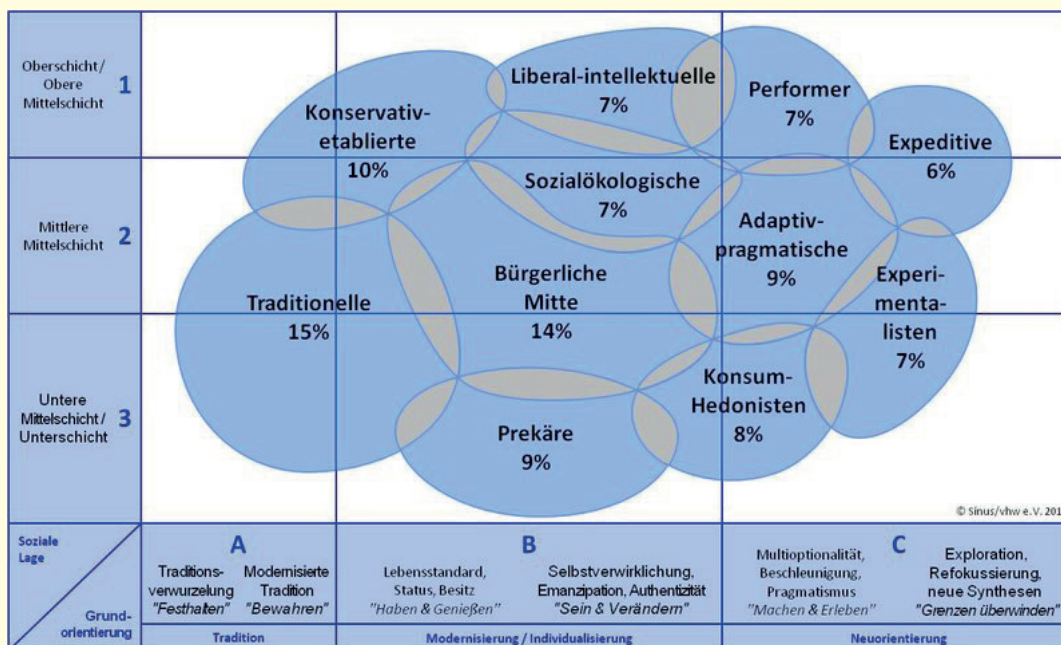 Oberschicht /
Obere
Mittelschicht
1
Mittlere
Mittelschicht
2
Untere
Mittelschicht /
Unterschicht
3
Konservativ-
etablierte
10%
Liberal-intellektuelle
7%
Performer
7%
Expeditive
6%
Sozialökologische
7%
Adaptiv-
pragmatische
9%
Traditionelle
15%
Bürgerliche
Mitte
14%
Experi-
menta-
listen
7%
Prekäre
9%
Konsum-
Hedonisten
8%
© Sinus/vhw e.V. 201
Soziale
Lage
Grund-
orientierung
A
Traditions-
verwurzelung
"Festhalten"
Modernisierte
Tradition
"Bewahren"
Tradition
B
Lebensstandard,
Status, Besitz
"Haben & Genießen"
Selbstverwirklichung,
Emanzipation, Authentizität
"Sein & Verändern"
Modernisierung / Individualisierung
C
Multioptionalität,
Beschleunigung,
Pragmatismus
"Machen & Erleben"
Exploration,
Refokussierung,
neue Synthesen
"Grenzen überwinden"
Neuorientierung